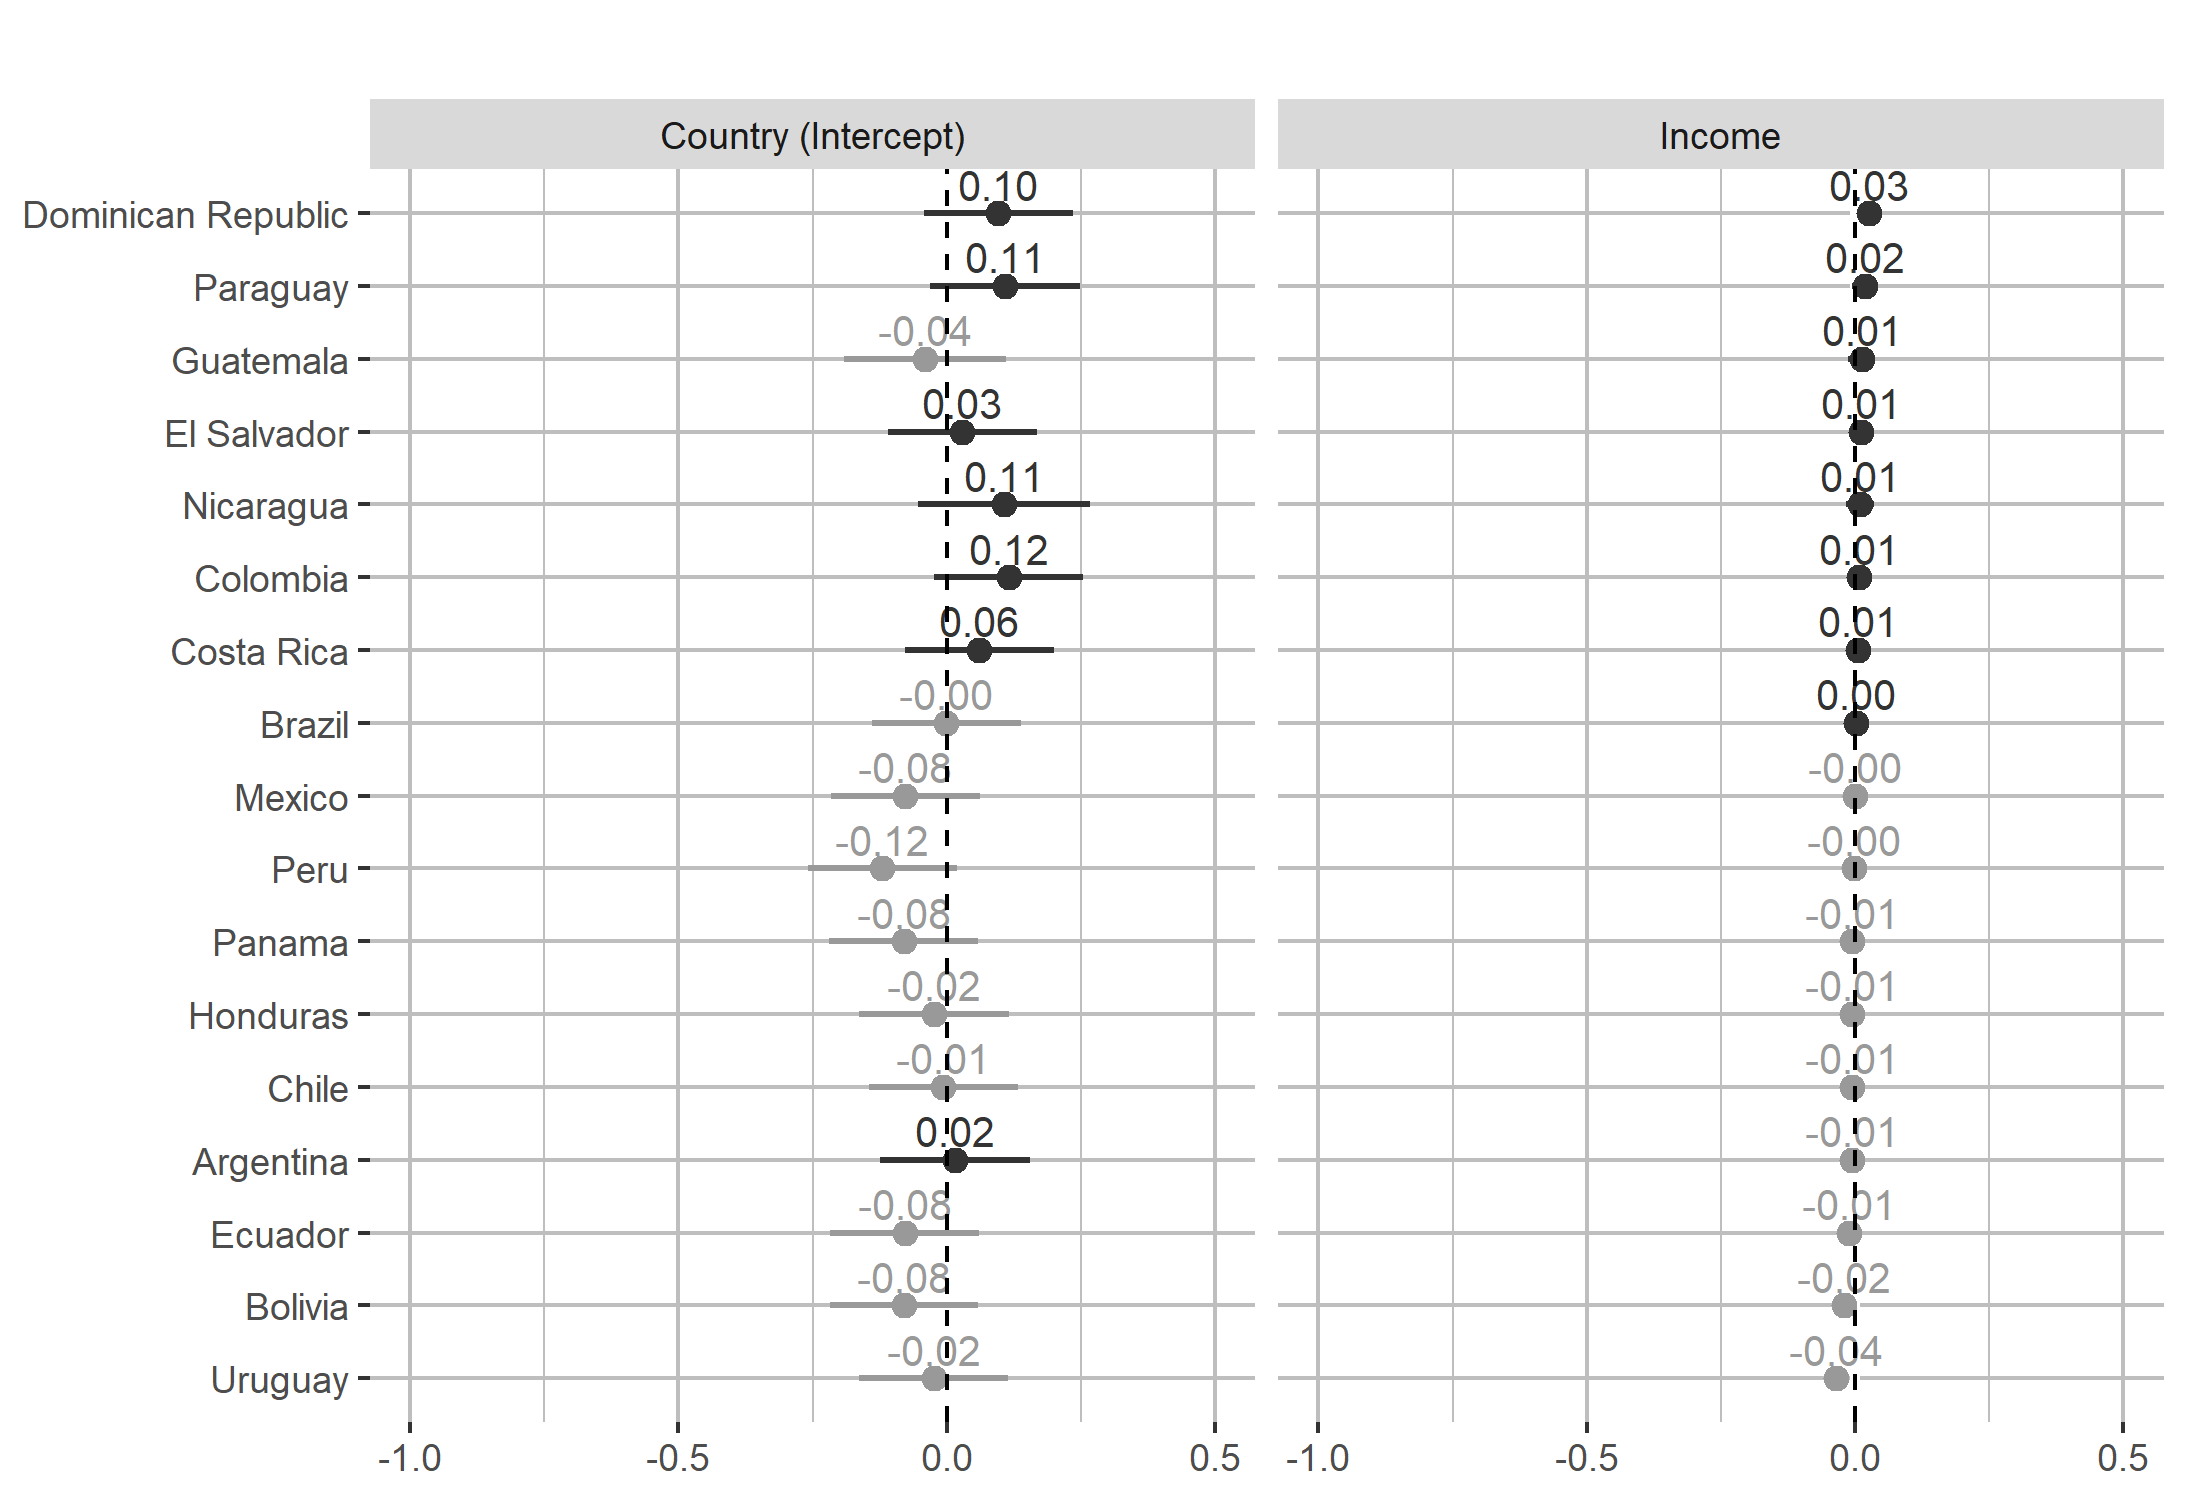 Country (Intercept) Income
Dominican Republic 0.10 0.03
Paraguay 0.11 0.02
Guatemala -0.04 0.01
El Salvador 0.03 0.01
Nicaragua 0.11 0.01
Colombia 0.12 0.01
Costa Rica 0.06 0.01
Brazil -0.00 0.00
Mexico -0.08 -0.00
Peru -0.12 -0.00
Panama -0.08 -0.01
Honduras -0.02 -0.01
Chile -0.01 -0.01
Argentina 0.02 -0.01
Ecuador -0.08 -0.01
Bolivia -0.08 -0.02
Uruguay -0.02 -0.04
-1.0 -0.5 0.0 0.5 -1.0 -0.5 0.0 0.5